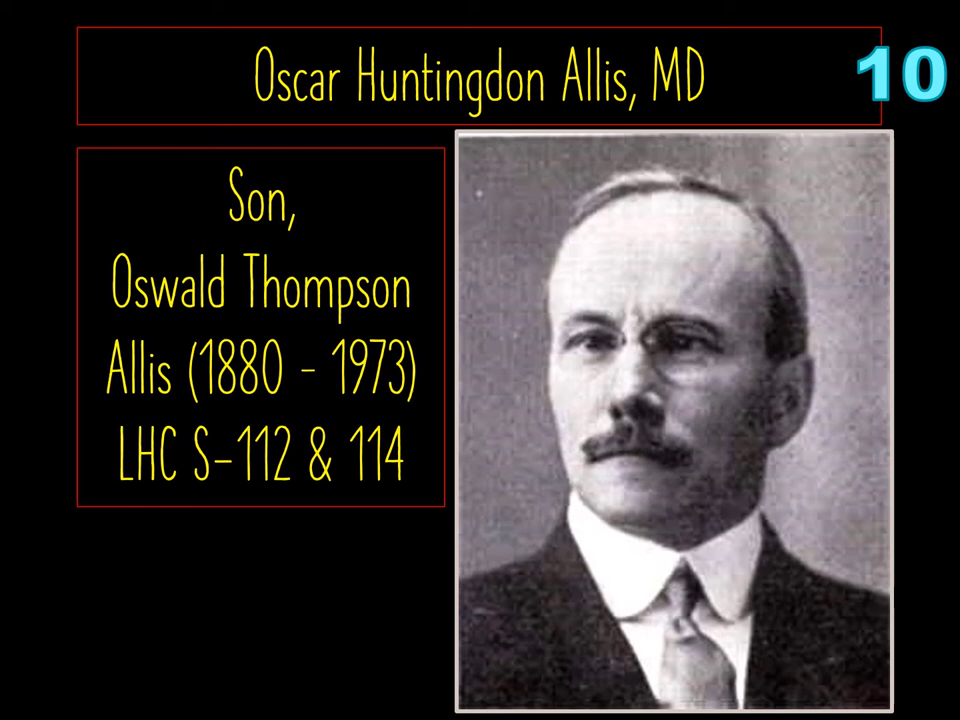 Oscar Huntingdon Allis, MD
10
Son,
Oswald Thompson
Allis (1880 - 1973)
LHC S-112 & 114